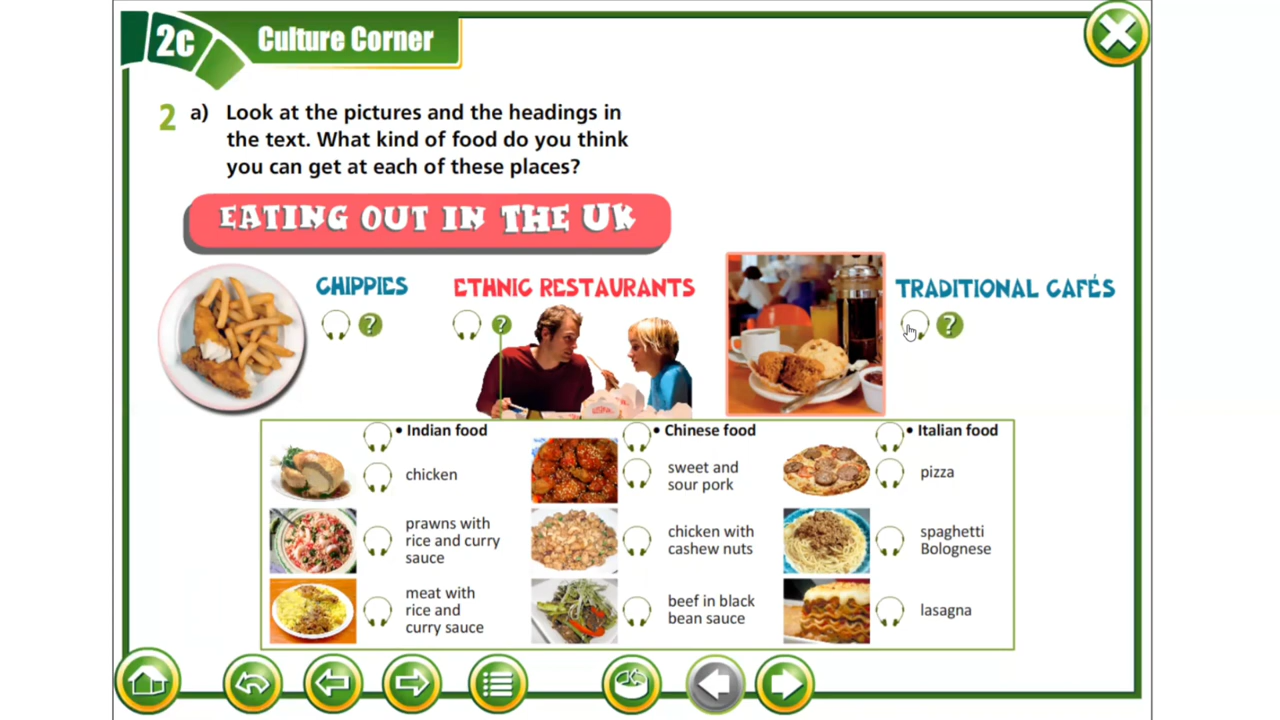 2c Culture Corner
2 a) Look at the pictures and the headings in
the text. What kind of food do you think
you can get at each of these places?
EATING OUT IN THE UK
CHIPPIES
?
ETHNIC RESTAURANTS
?
TRADITIONAL CAFÉS
?
• Indian food
chicken
prawns with
rice and curry
sauce
meat with
rice and
curry sauce
• Chinese food
sweet and
sour pork
chicken with
cashew nuts
beef in black
bean sauce
• Italian food
pizza
spaghetti
Bolognese
lasagna